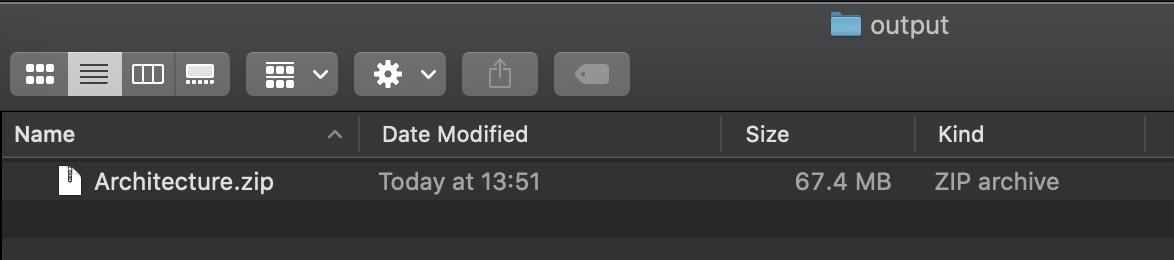 output
Name Date Modified Size Kind
Architecture.zip Today at 13:51 67.4 MB ZIP archive